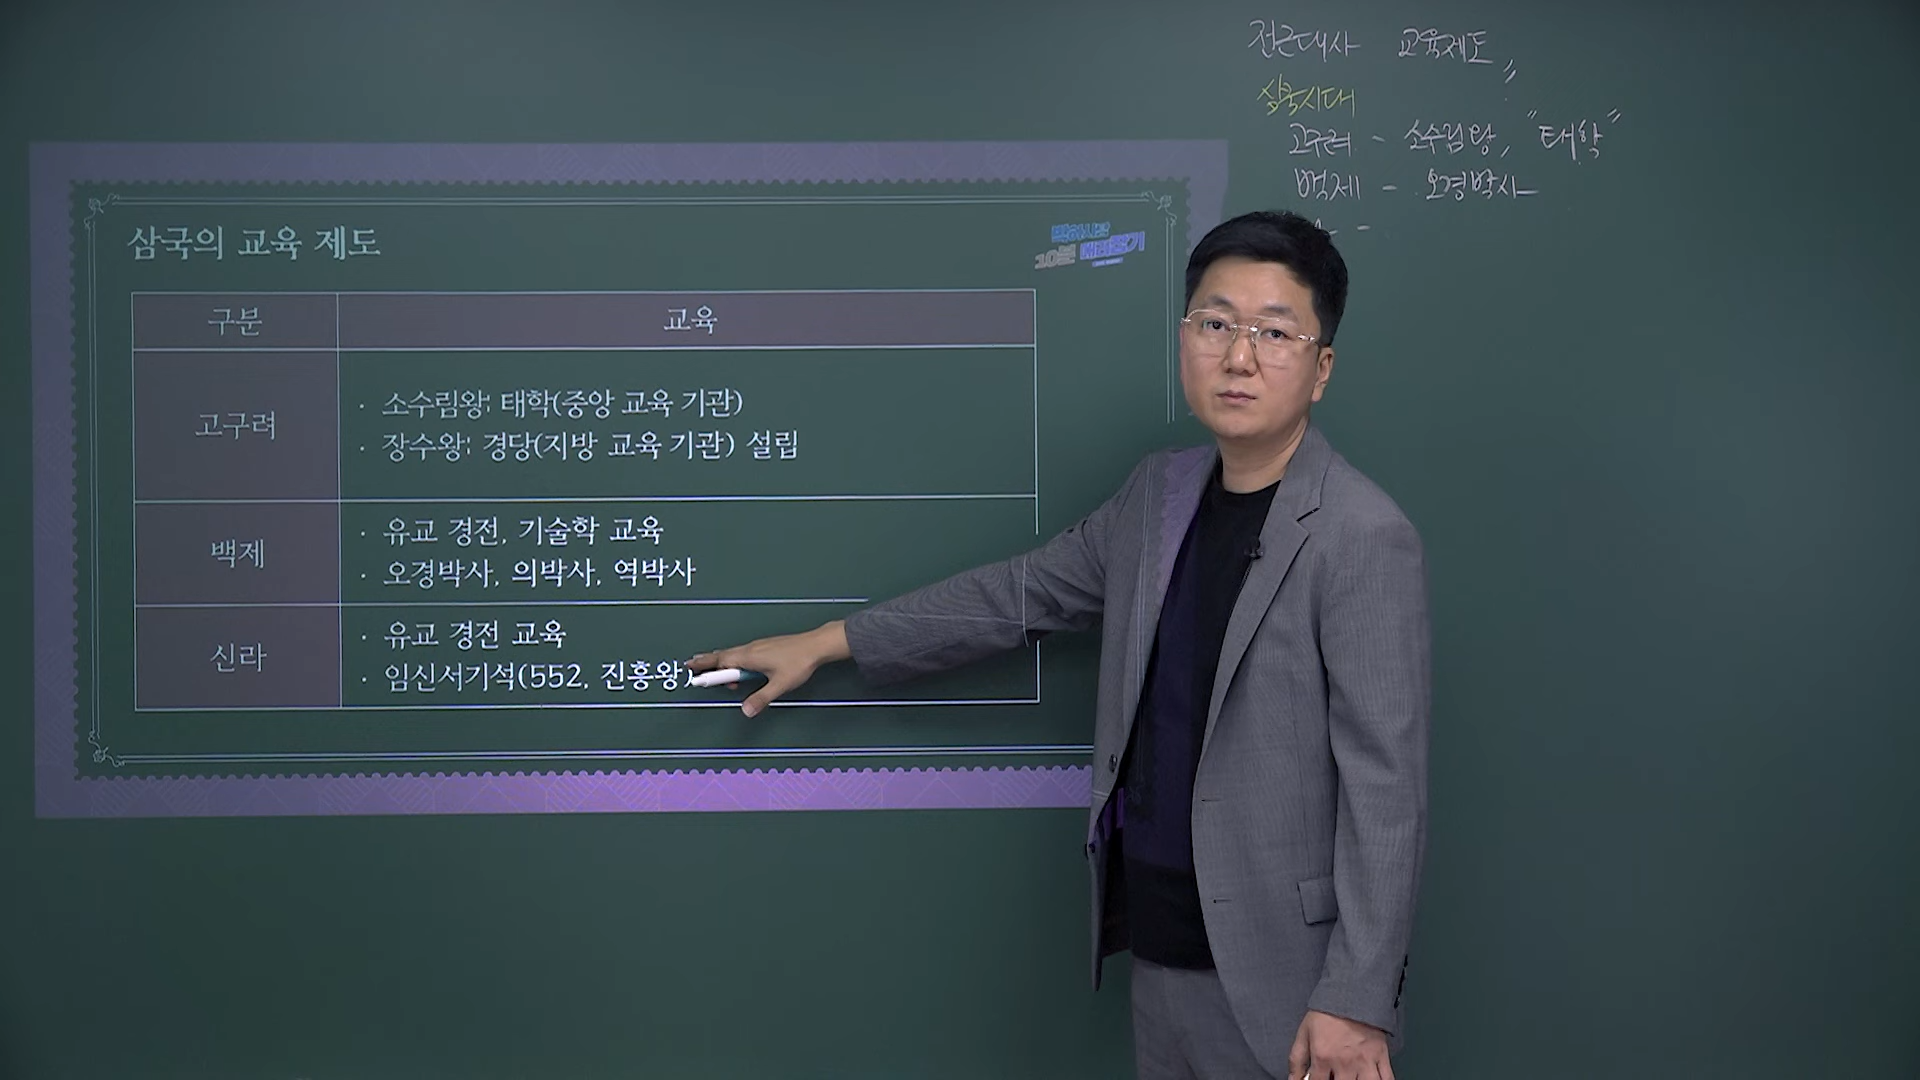 전근대사 교육제도
삼국시대
고구려 - 소수림왕, "태학"
백제 - 오경박사
-
삼국의 교육 제도
10분
구분 교육
고구려
· 소수림왕: 태학(중앙 교육 기관)
· 장수왕: 경당(지방 교육 기관) 설립
백제
· 유교 경전, 기술학 교육
· 오경박사, 의박사, 역박사
신라
· 유교 경전 교육
· 임신서기석(552, 진흥왕)